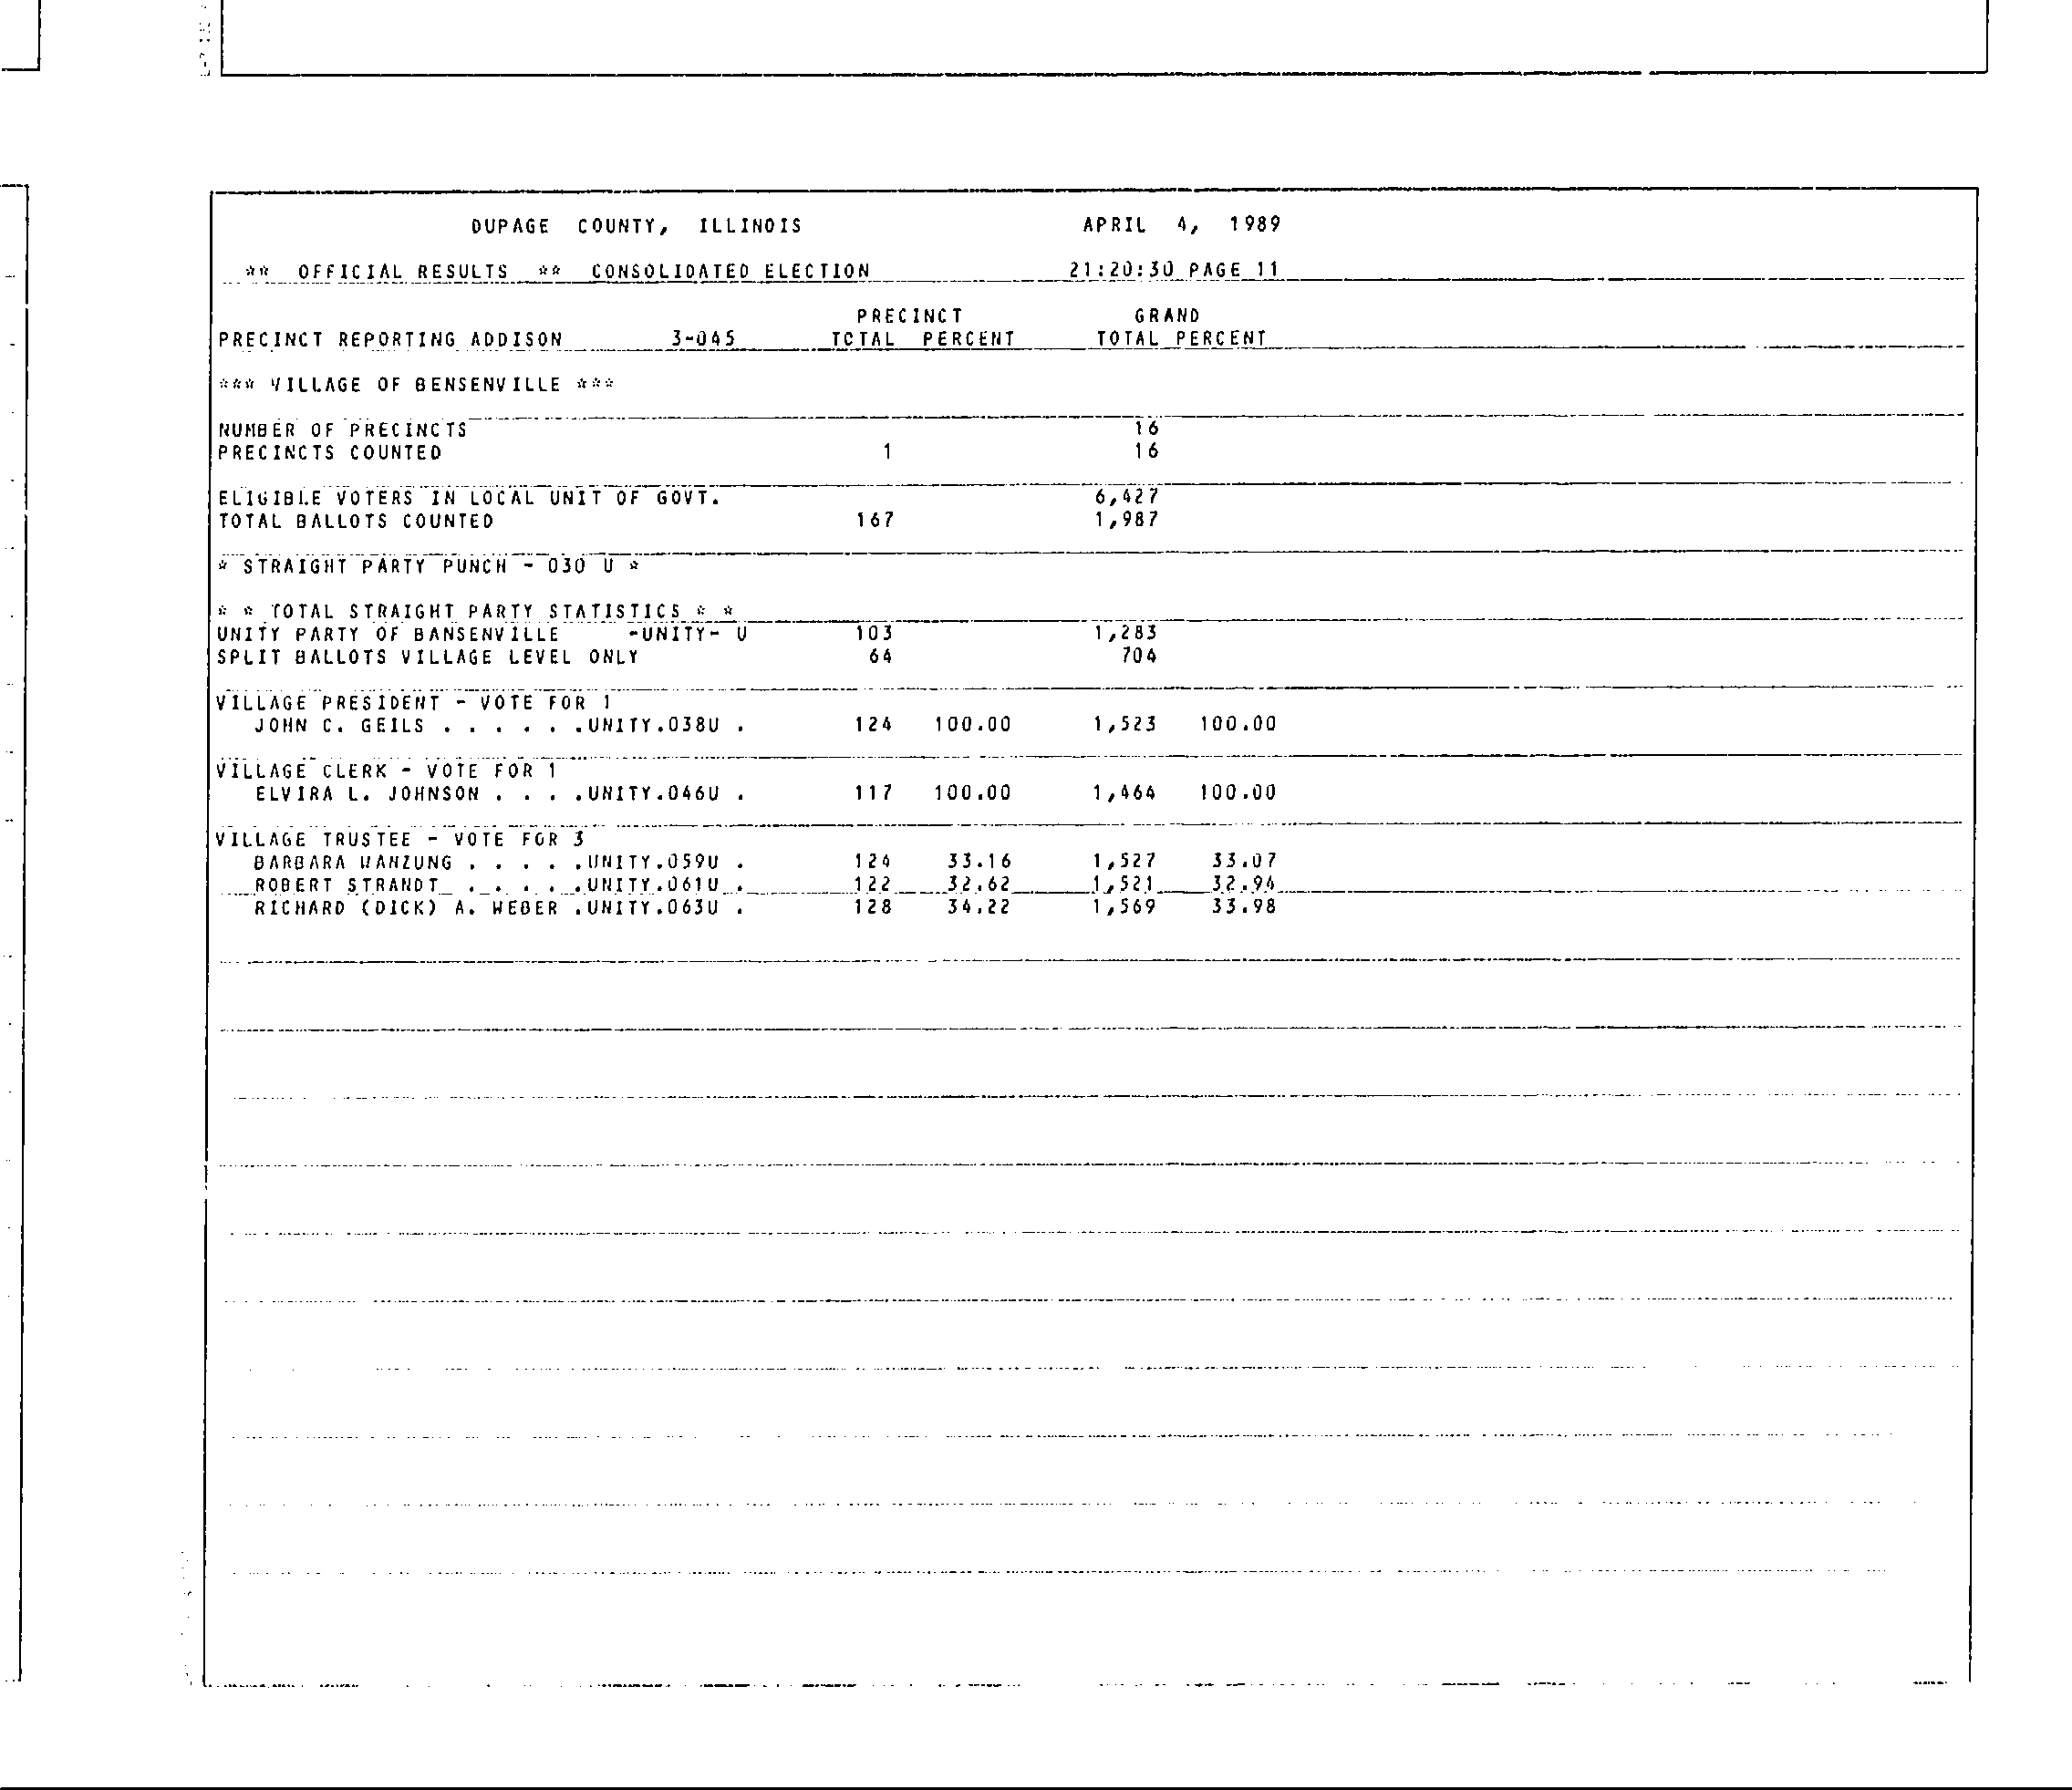 DUPAGE COUNTY, ILLINOIS APRIL 4, 1989
** OFFICIAL RESULTS ** CONSOLIDATED ELECTION 21:20:30 PAGE 11
PRECINCT GRAND
PRECINCT REPORTING ADDISON 3-045 TOTAL PERCENT TOTAL PERCENT
*** VILLAGE OF BENSENVILLE ***
NUMBER OF PRECINCTS 16
PRECINCTS COUNTED 1 16
ELIGIBLE VOTERS IN LOCAL UNIT OF GOVT. 6,427
TOTAL BALLOTS COUNTED 167 1,987
* STRAIGHT PARTY PUNCH - 030 U *
* * TOTAL STRAIGHT PARTY STATISTICS * *
UNITY PARTY OF BANSENVILLE -UNITY- U 103 1,283
SPLIT BALLOTS VILLAGE LEVEL ONLY 64 704
VILLAGE PRESIDENT - VOTE FOR 1
JOHN C. GEILS . . . . . .UNITY.038U . 124 100.00 1,523 100.00
VILLAGE CLERK - VOTE FOR 1
ELVIRA L. JOHNSON . . . .UNITY.046U . 117 100.00 1,464 100.00
VILLAGE TRUSTEE - VOTE FOR 3
BARBARA WANZUNG . . . . .UNITY.059U . 124 33.16 1,527 33.07
ROBERT STRANDT . . . . .UNITY.061U . 122 32.62 1,521 32.94
RICHARD (DICK) A. WEBER .UNITY.063U . 128 34.22 1,569 33.98